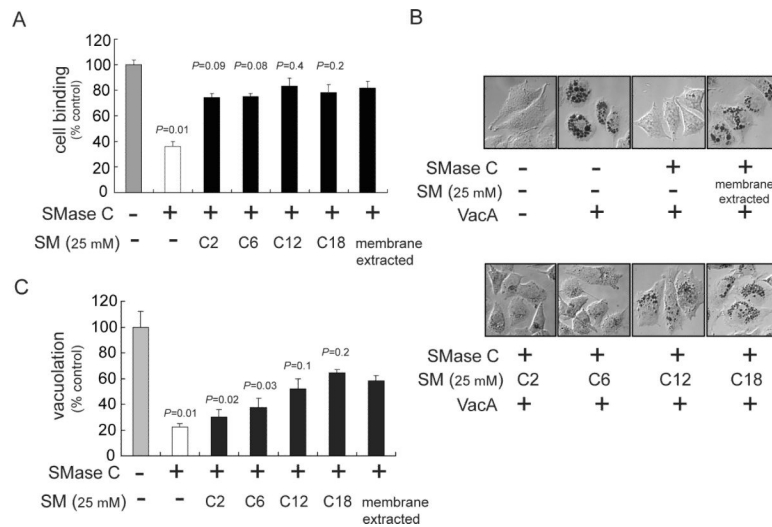 A
120
100
80
60
40
20
0
cell binding
(% control)
P=0.01
P=0.09
P=0.08
P=0.4
P=0.2
SMase C - + + + + + +
SM (25 mM) - - C2 C6 C12 C18 membrane extracted
B
SMase C - - + +
SM (25 mM) - - - membrane extracted
VacA - + + +
SMase C + + + +
SM (25 mM) C2 C6 C12 C18
VacA + + + +
C
120
100
80
60
40
20
0
vacuolation
(% control)
P=0.01
P=0.02
P=0.03
P=0.1
P=0.2
SMase C - + + + + + +
SM (25 mM) - - C2 C6 C12 C18 membrane extracted